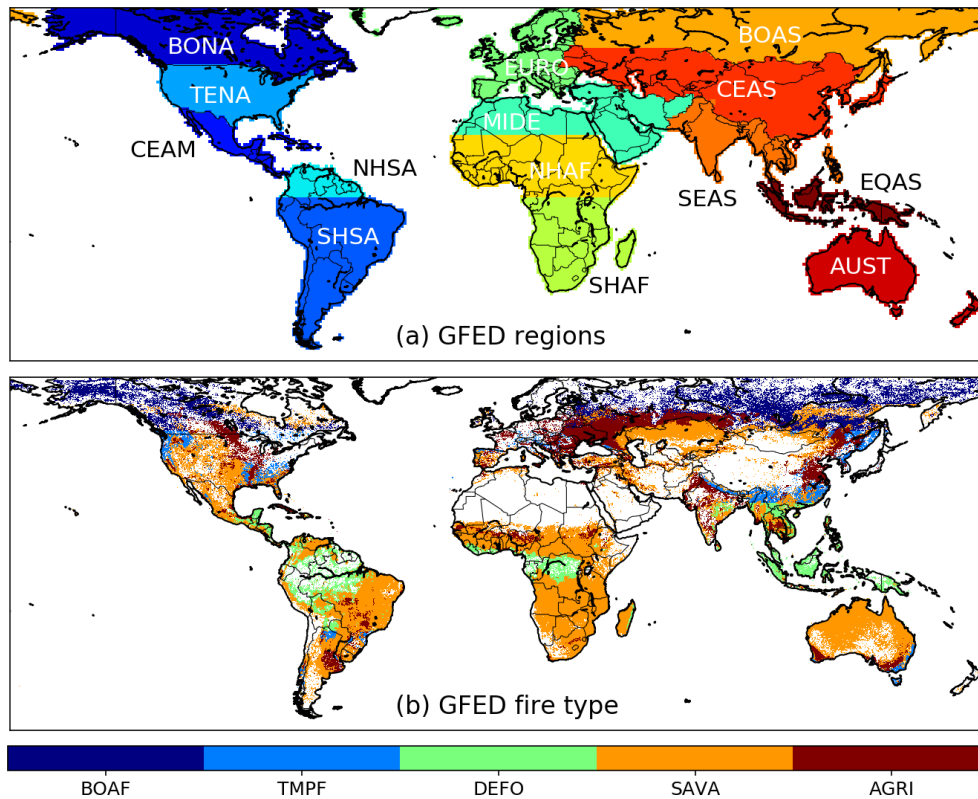 BONA
BOAS
EURO
TENA
CEAS
MIDE
CEAM
NHSA
NHAF
SEAS
EQAS
SHSA
AUST
SHAF
(a) GFED regions
(b) GFED fire type
BOAF TMPF DEFO SAVA AGRI